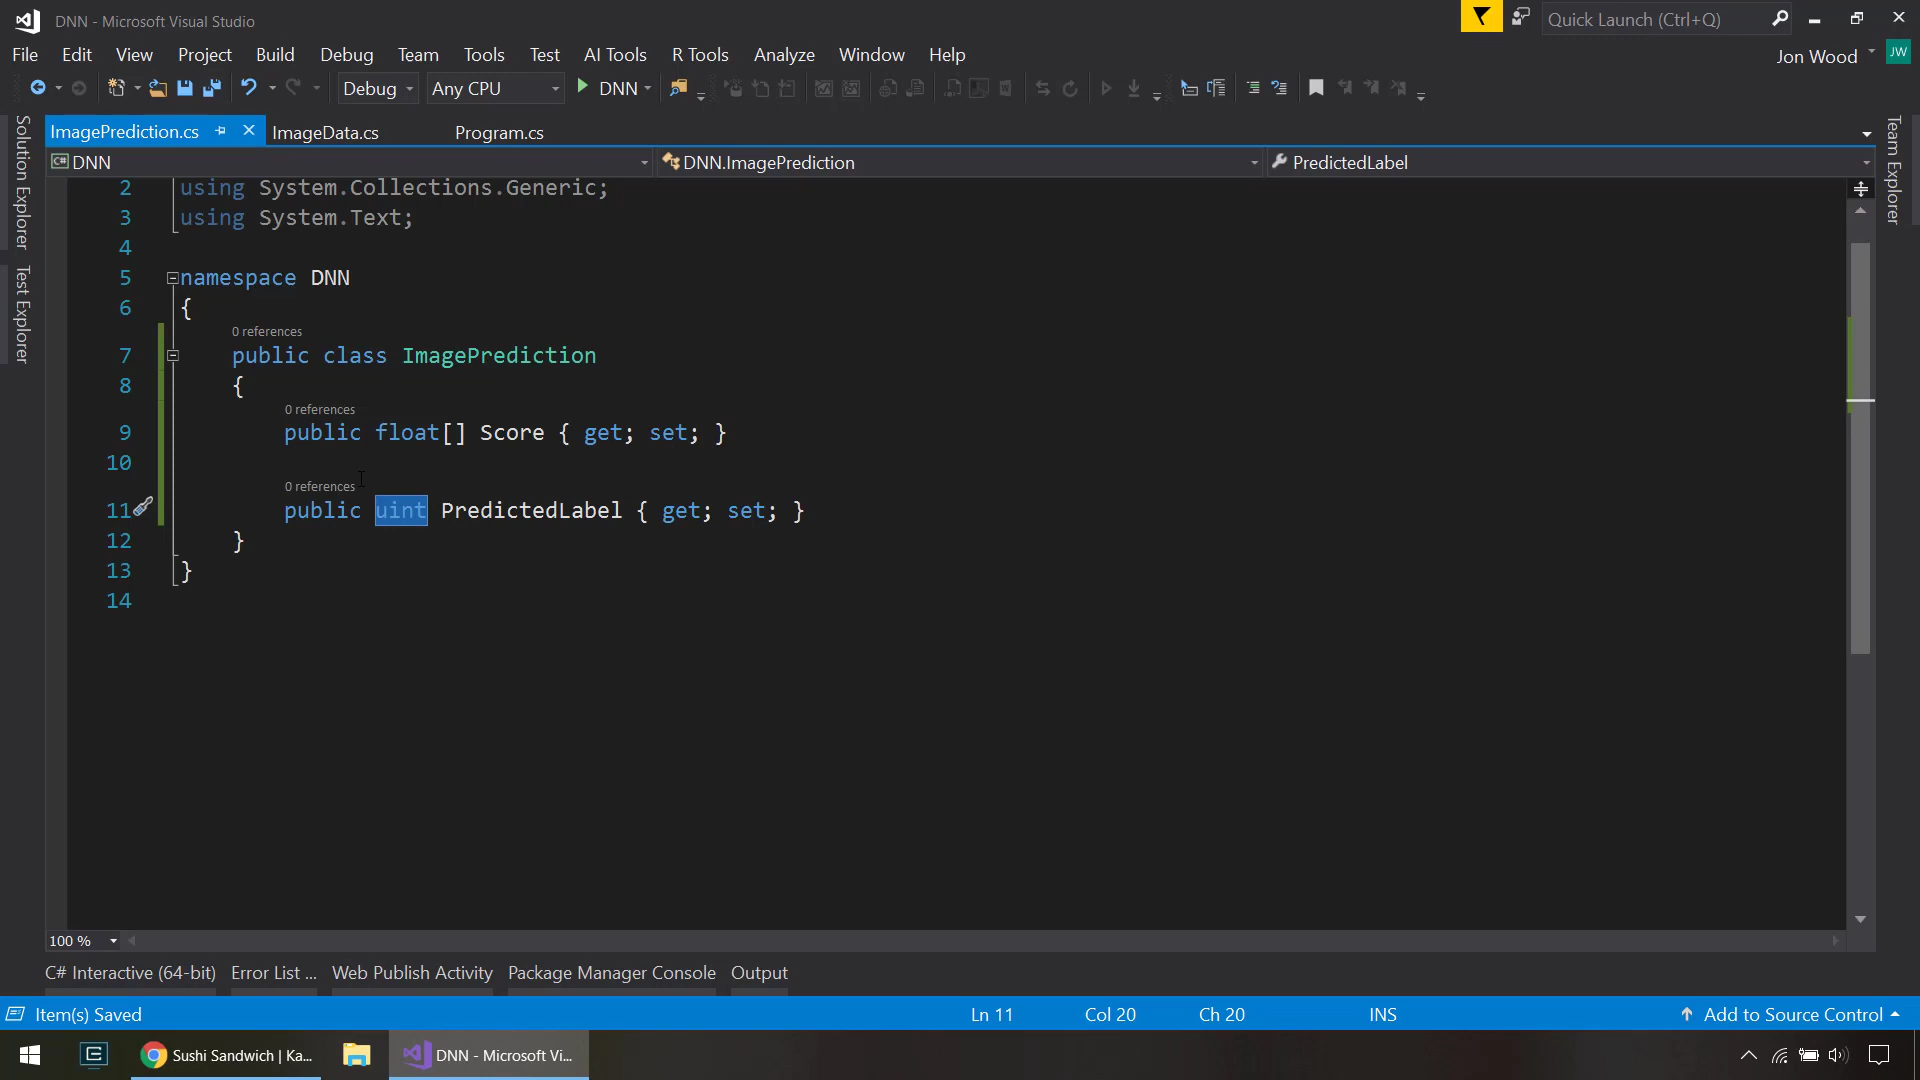 DNN - Microsoft Visual Studio
Quick Launch (Ctrl+Q)
File Edit View Project Build Debug Team Tools Test AI Tools R Tools Analyze Window Help
Jon Wood JW
Debug Any CPU DNN
Solution Explorer
Test Explorer
Team Explorer
ImagePrediction.cs ImageData.cs Program.cs
C# DNN DNN.ImagePrediction PredictedLabel
2 using System.Collections.Generic;
3 using System.Text;
4
5 namespace DNN
6 {
0 references
7 public class ImagePrediction
8 {
0 references
9 public float[] Score { get; set; }
10
0 references
11 public uint PredictedLabel { get; set; }
12 }
13 }
14
100 %
C# Interactive (64-bit) Error List ... Web Publish Activity Package Manager Console Output
Item(s) Saved Ln 11 Col 20 Ch 20 INS Add to Source Control
Sushi Sandwich | Ka... DNN - Microsoft Vi...